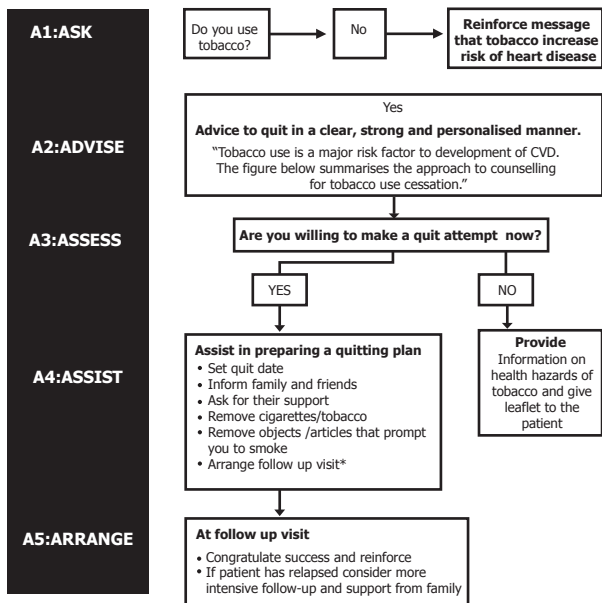 A1:ASK
Do you use
tobacco?
No
Reinforce message
that tobacco increase
risk of heart disease
A2:ADVISE
Yes
Advice to quit in a clear, strong and personalised manner.
“Tobacco use is a major risk factor to development of CVD.
The figure below summarises the approach to counselling
for tobacco use cessation.”
A3:ASSESS
Are you willing to make a quit attempt now?
YES
NO
A4:ASSIST
Assist in preparing a quitting plan
• Set quit date
• Inform family and friends
• Ask for their support
• Remove cigarettes/tobacco
• Remove objects /articles that prompt
you to smoke
• Arrange follow up visit*
Provide
Information on
health hazards of
tobacco and give
leaflet to the
patient
A5:ARRANGE
At follow up visit
• Congratulate success and reinforce
• If patient has relapsed consider more
intensive follow-up and support from family